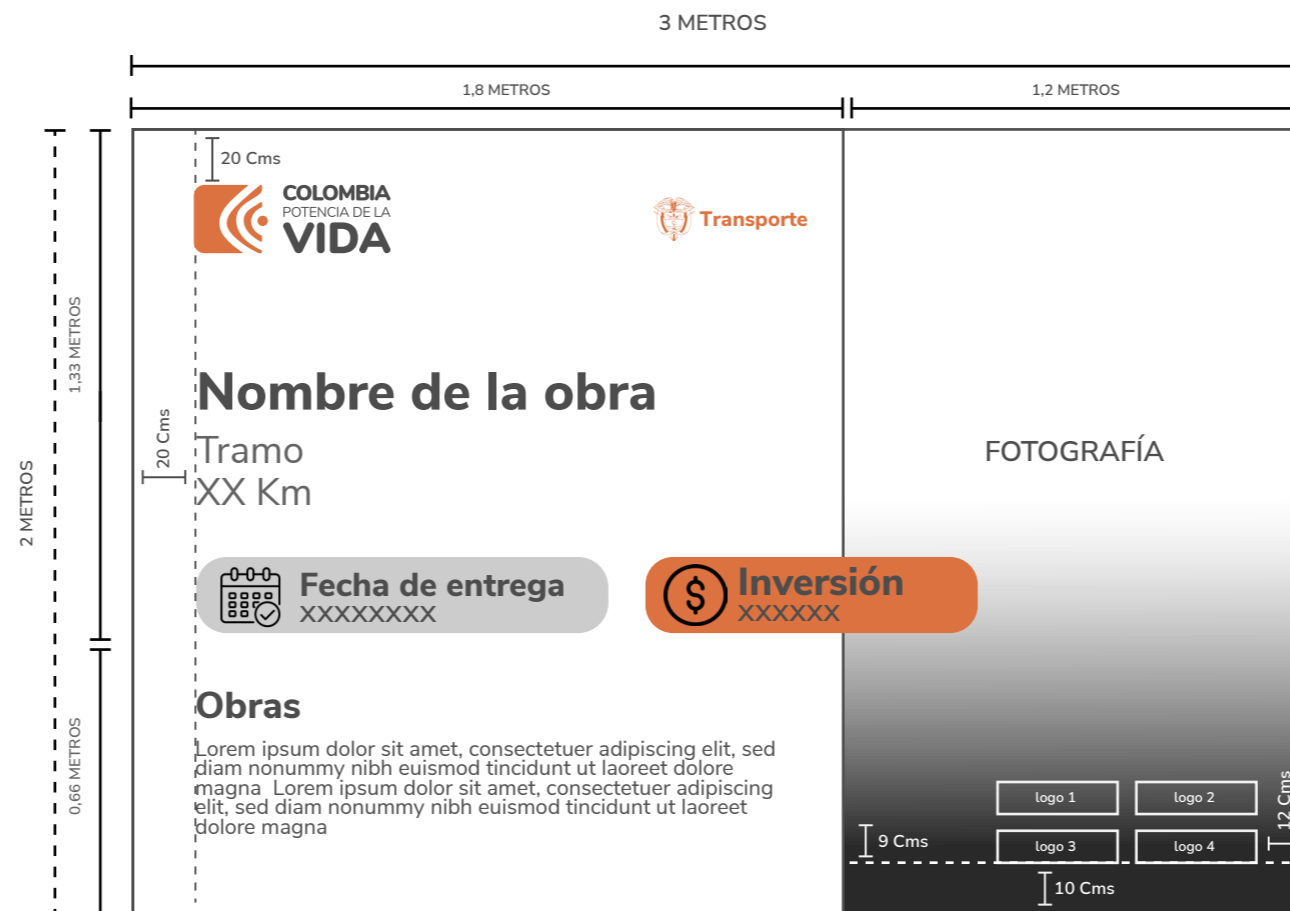 3 METROS
1,8 METROS
1,2 METROS
20 Cms
COLOMBIA
POTENCIA DE LA
VIDA
Transporte
1,33 METROS
2 METROS
20 Cms
Nombre de la obra
Tramo
XX Km
FOTOGRAFÍA
Fecha de entrega
XXXXXXXX
$
Inversión
XXXXXX
0,66 METROS
Obras
Lorem ipsum dolor sit amet, consectetuer adipiscing elit, sed
diam nonummy nibh euismod tincidunt ut laoreet dolore
magna  Lorem ipsum dolor sit amet, consectetuer adipiscing
elit, sed diam nonummy nibh euismod tincidunt ut laoreet
dolore magna
logo 1
logo 2
logo 3
logo 4
12 Cms
9 Cms
10 Cms